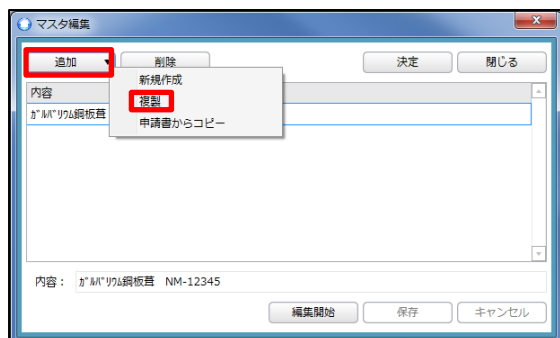 マスタ編集
追加 ▼ 削除 決定 閉じる
新規作成
内容
複製
ｶﾞﾙﾊﾞﾘｳﾑ鋼板葺
申請書からコピー
内容： ｶﾞﾙﾊﾞﾘｳﾑ鋼板葺 NM-12345
編集開始 保存 キャンセル